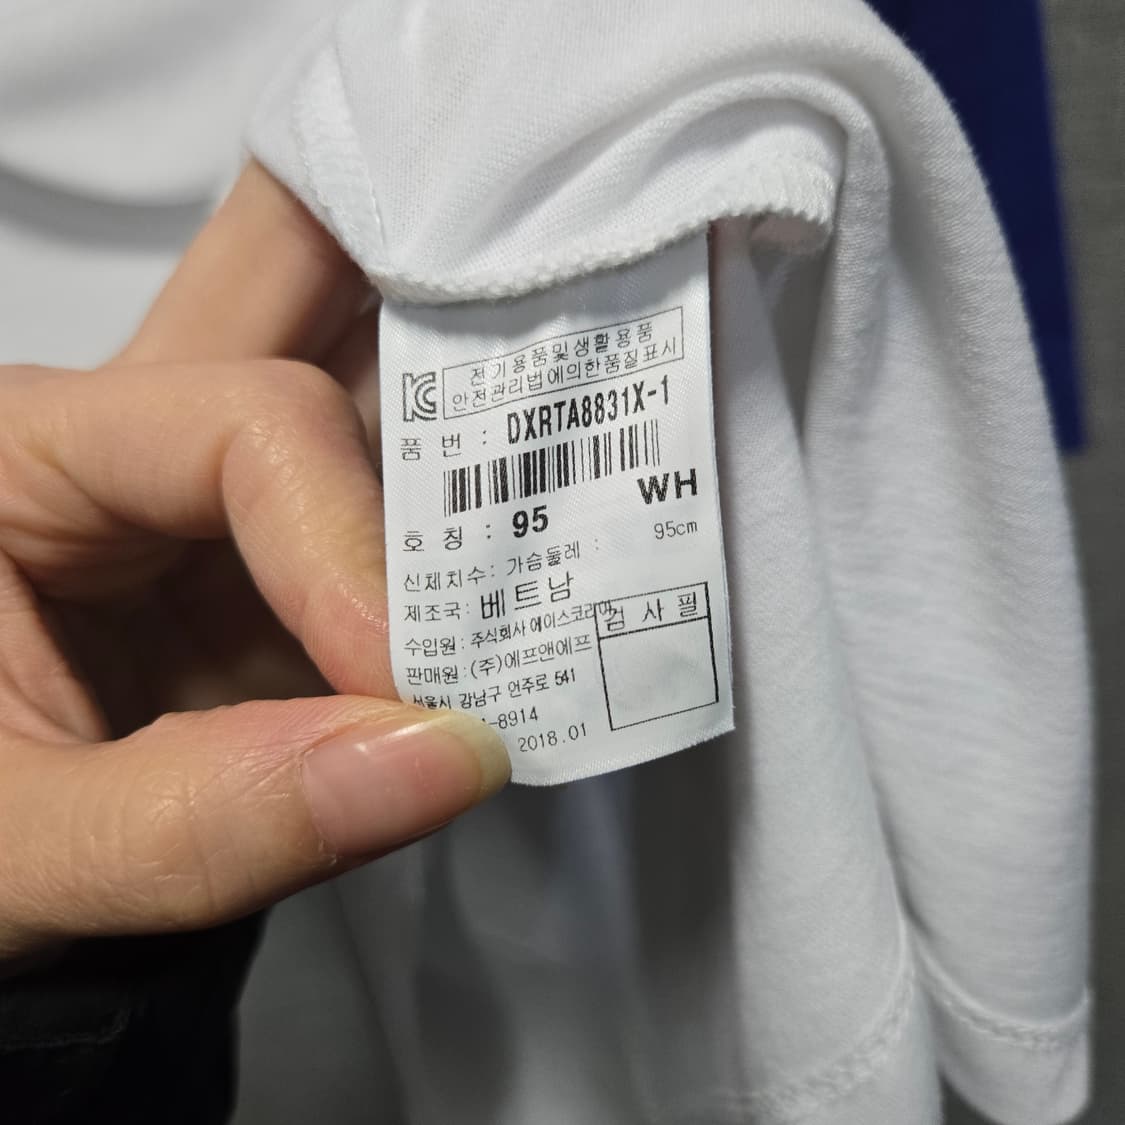 전기용품및생활용품
안전관리법에의한품질표시
품 번 : DXRTA8831X-1
WH
호 칭 : 95
신체치수: 가슴둘레 : 95cm
제조국: 베트남
수입원: 주식회사 에이스코리아
검 사 필
판매원:(주)에프앤에프
서울시 강남구 언주로 541
-8914
2018.01